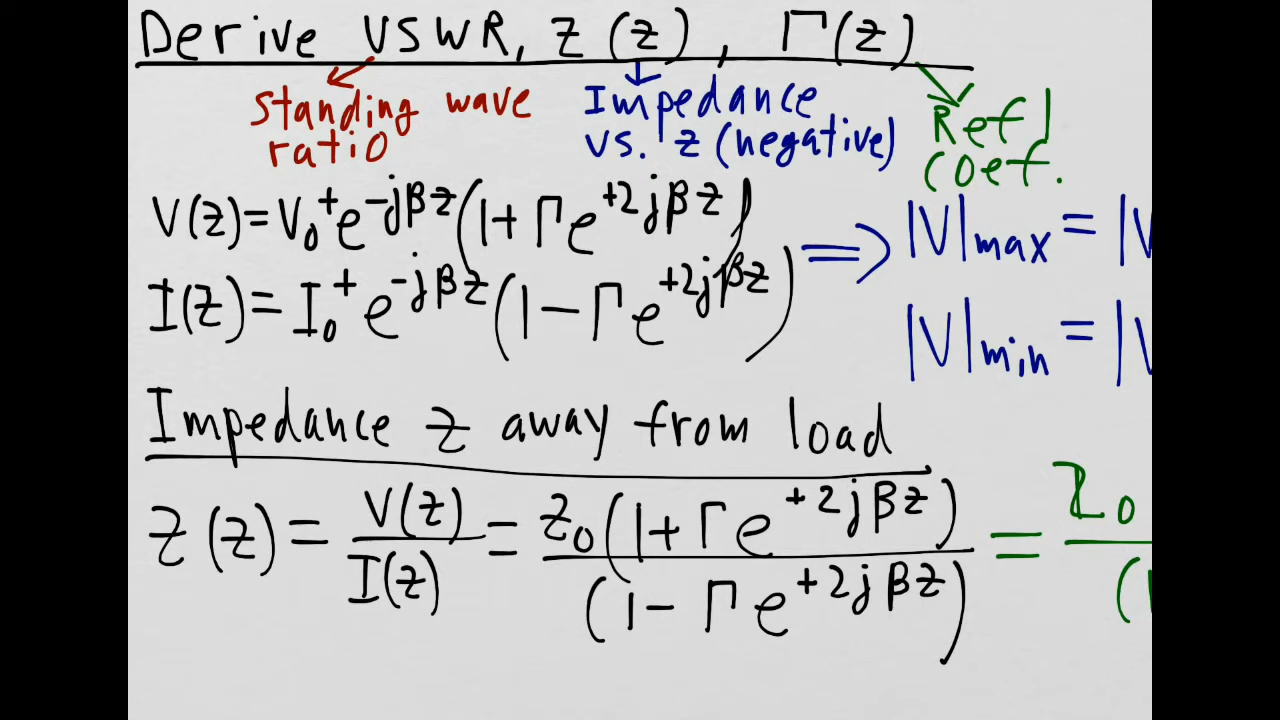 Derive VSWR, Z(z), Γ(z)
Standing wave ratio
Impedance vs. z (negative)
Refl coef.
V(z) = V₀⁺e^{-jβz}(1 + Γe^{+2jβz})
I(z) = I₀⁺e^{-jβz}(1 - Γe^{+2jβz})
⇒ |V|max = |V
|V|min = |V
Impedance z away from load
Z(z) = V(z)/I(z) = Z₀(1 + Γe^{+2jβz})/(1 - Γe^{+2jβz}) = Z₀/(1